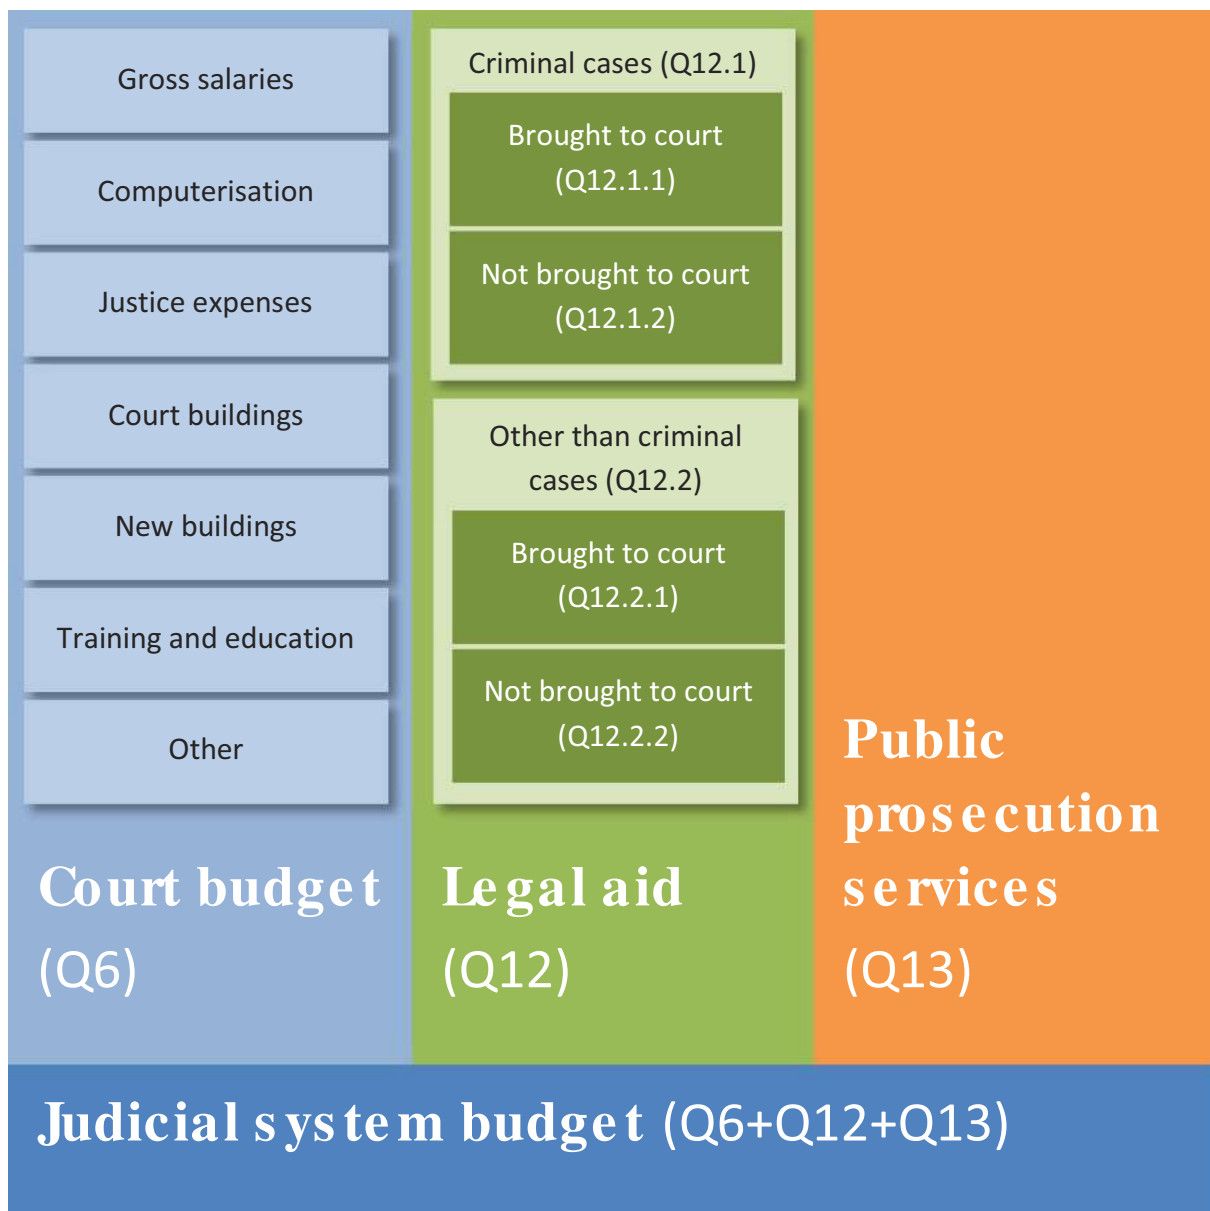 Gross salaries
Computerisation
Justice expenses
Court buildings
New buildings
Training and education
Other
Court budget
(Q6)
Criminal cases (Q12.1)
Brought to court
(Q12.1.1)
Not brought to court
(Q12.1.2)
Other than criminal
cases (Q12.2)
Brought to court
(Q12.2.1)
Not brought to court
(Q12.2.2)
Legal aid
(Q12)
Public
prosecution
services
(Q13)
Judicial system budget (Q6+Q12+Q13)